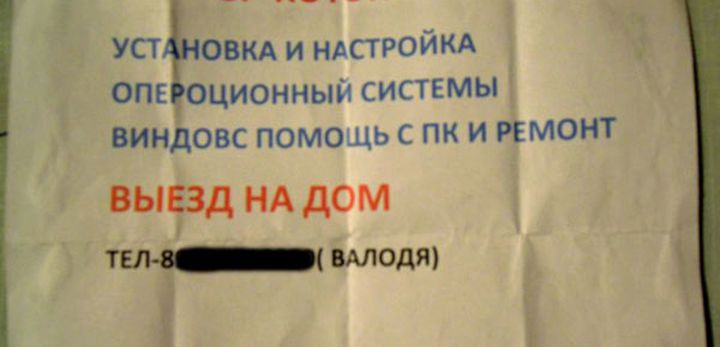 УСТАНОВКА И НАСТРОЙКА
ОПЕРОЦИОННЫЙ СИСТЕМЫ
ВИНДОВС ПОМОЩЬ С ПК И РЕМОНТ
ВЫЕЗД НА ДОМ
ТЕЛ-8 ( ВАЛОДЯ)